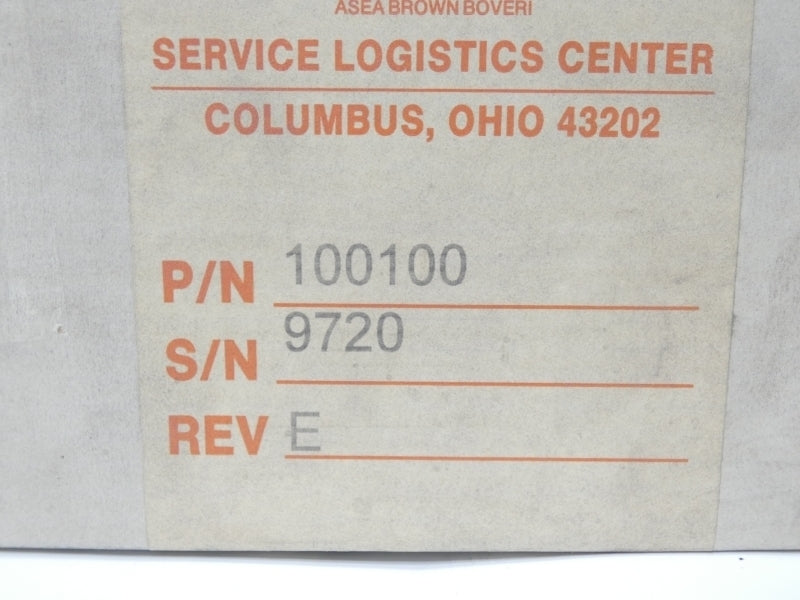 ASEA BROWN BOVERI
SERVICE LOGISTICS CENTER
COLUMBUS, OHIO 43202
P/N 100100
S/N 9720
REV E